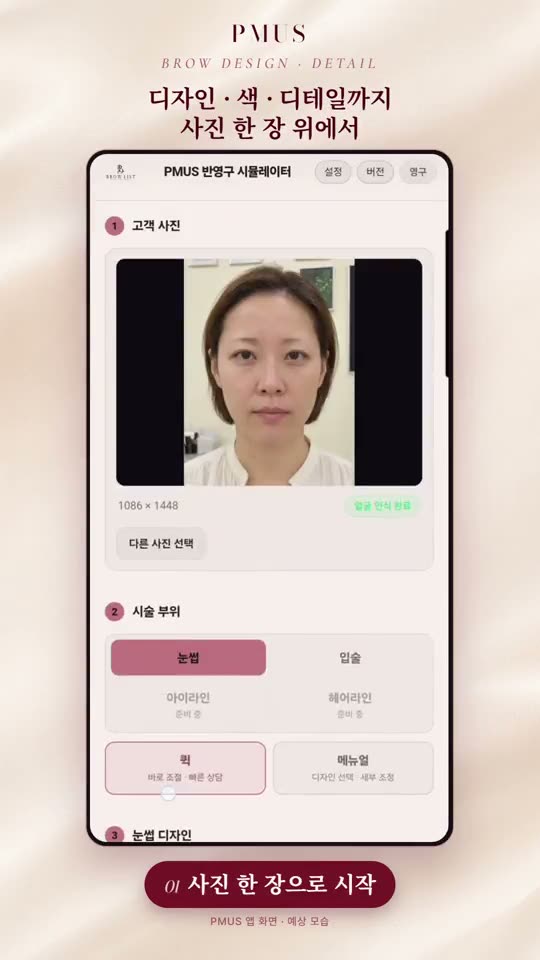 PMUS
BROW DESIGN · DETAIL
디자인 · 색 · 디테일까지
사진 한 장 위에서
BROW LIST
PMUS 반영구 시뮬레이터
설정
버전
영구
1 고객 사진
1086 × 1448
얼굴 인식 완료
다른 사진 선택
2 시술 부위
눈썹
입술
아이라인
준비 중
헤어라인
준비 중
퀵
바로 조절 · 빠른 상담
메뉴얼
디자인 선택 · 세부 조정
3 눈썹 디자인
01 사진 한 장으로 시작
PMUS 앱 화면 · 예상 모습